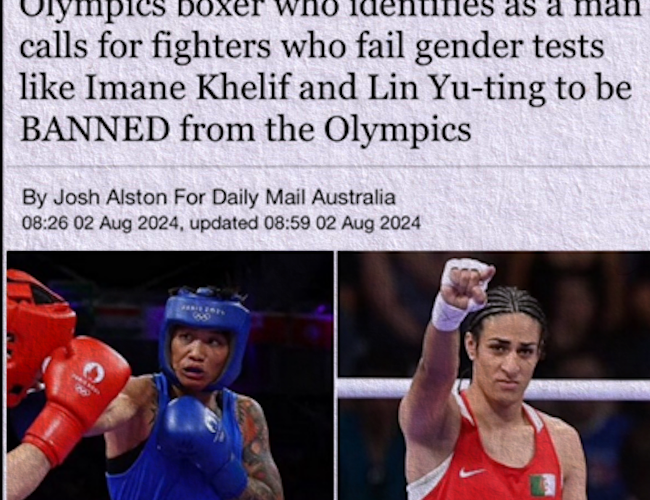 Olympics boxer who identifies as a man
calls for fighters who fail gender tests
like Imane Khelif and Lin Yu-ting to be
BANNED from the Olympics
By Josh Alston For Daily Mail Australia
08:26 02 Aug 2024, updated 08:59 02 Aug 2024
PARIS 2024